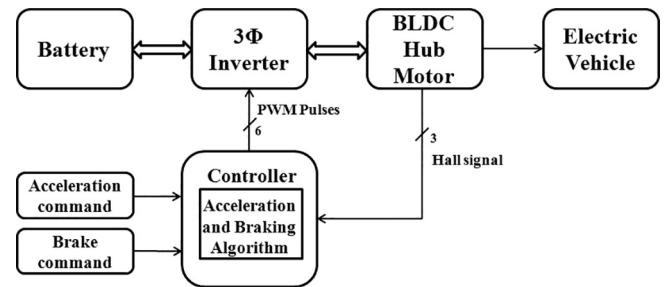 Battery
3Φ
Inverter
BLDC
Hub
Motor
Electric
Vehicle
PWM Pulses
6
3
Hall signal
Controller
Acceleration
and Braking
Algorithm
Acceleration
command
Brake
command